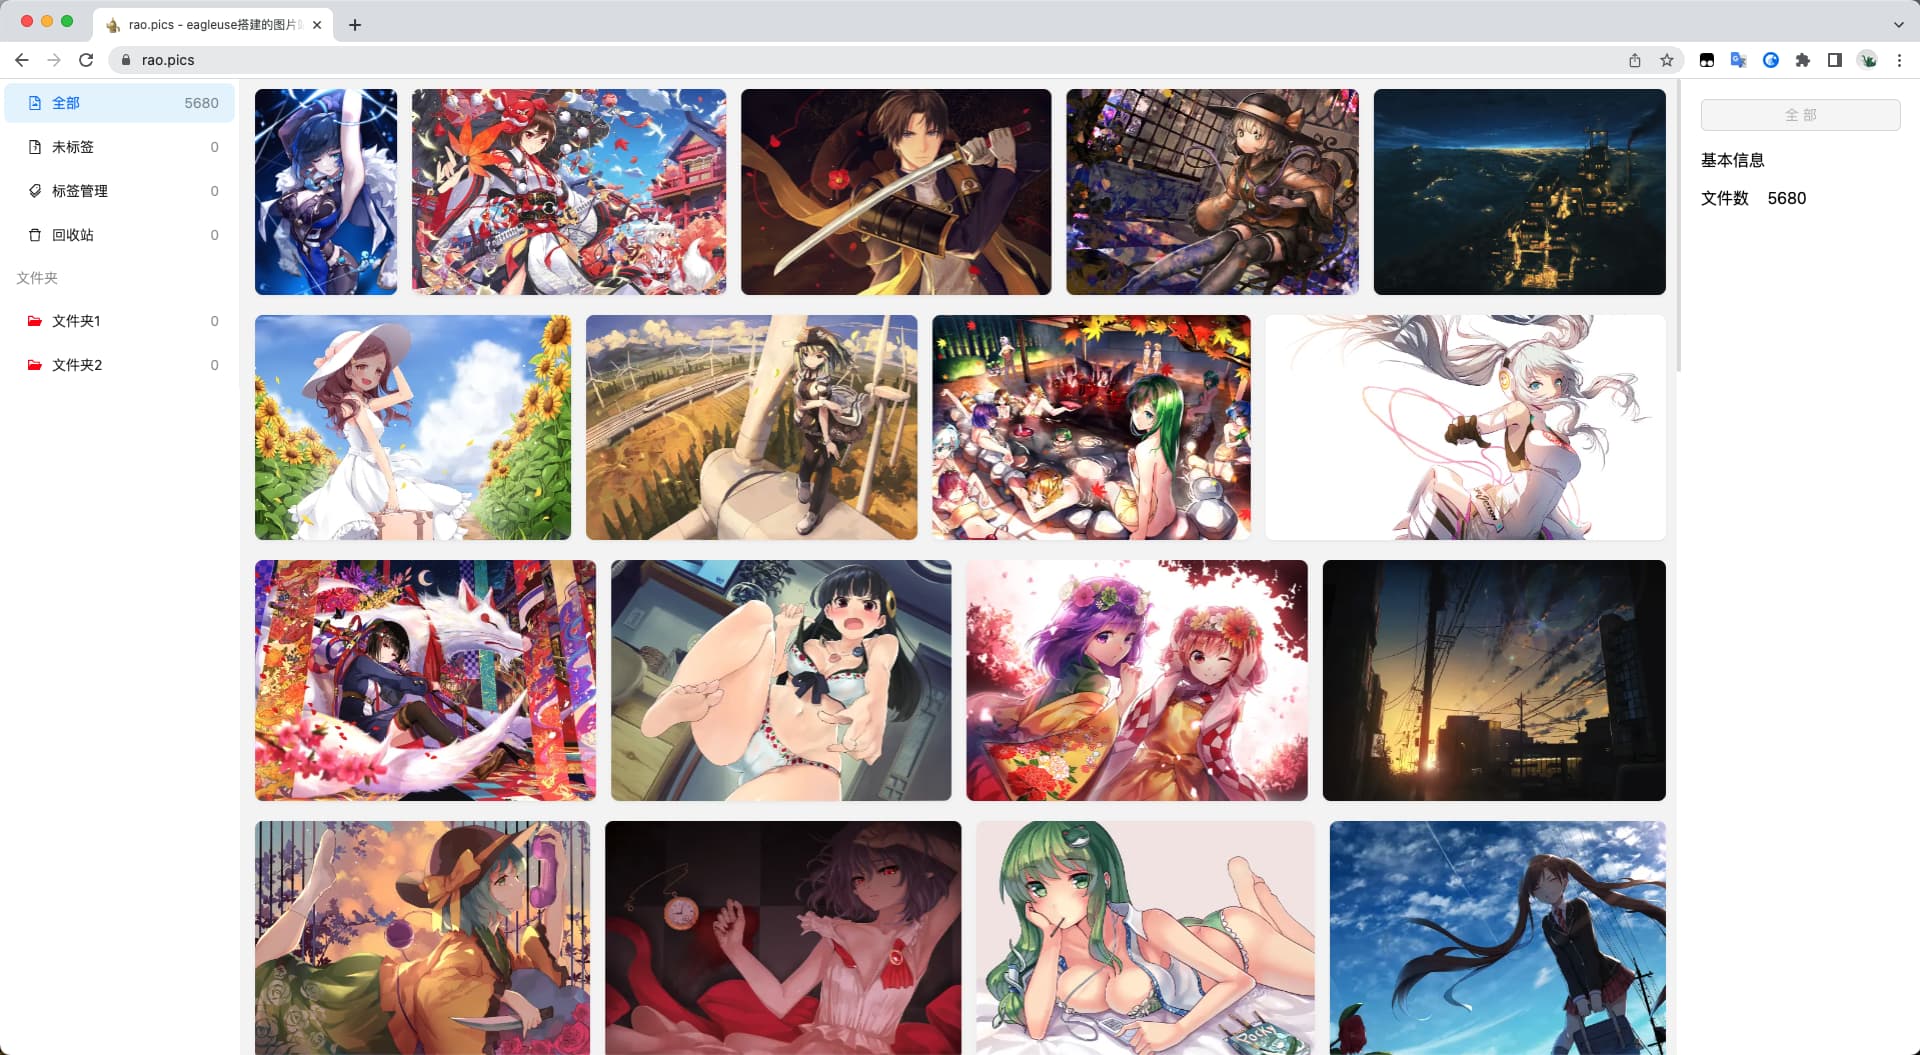 rao.pics - eagleuse搭建的图片
rao.pics
全部 5680
未标签 0
标签管理 0
回收站 0
文件夹
文件夹1 0
文件夹2 0
全 部
基本信息
文件数 5680
Pocky